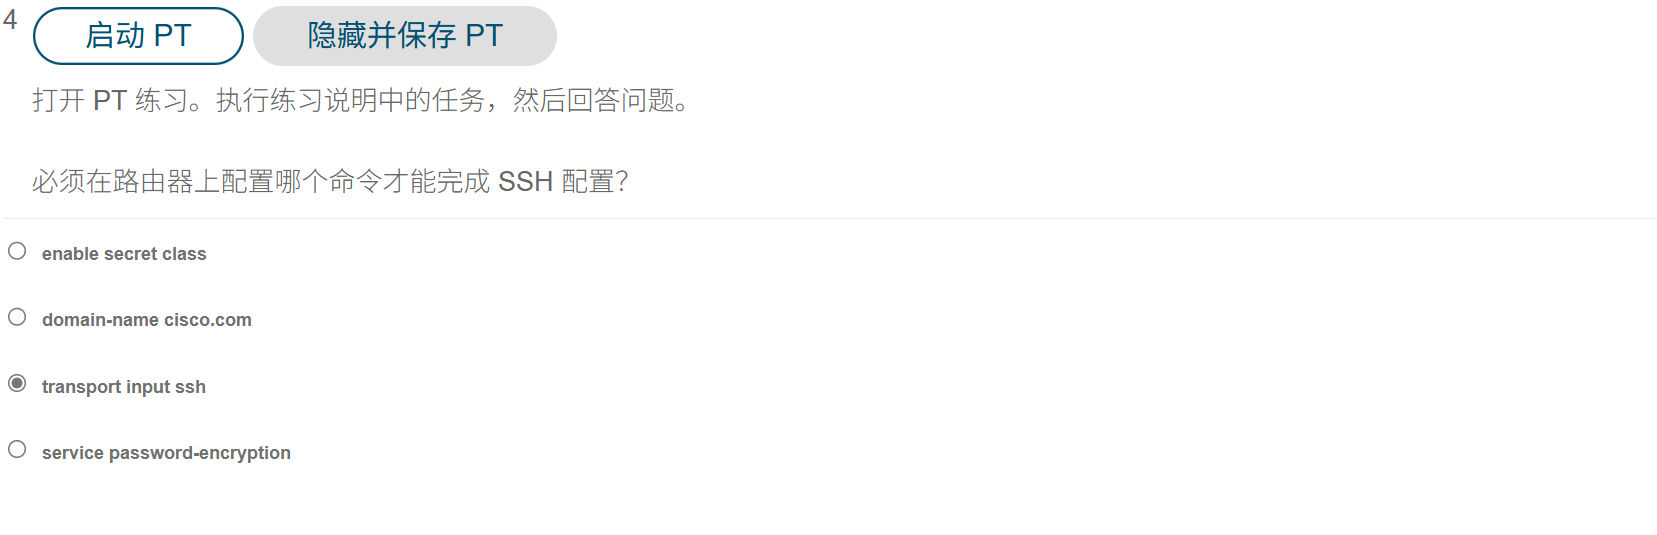 4
启动 PT 隐藏并保存 PT
打开 PT 练习。执行练习说明中的任务，然后回答问题。
必须在路由器上配置哪个命令才能完成 SSH 配置？
enable secret class
domain-name cisco.com
transport input ssh
service password-encryption